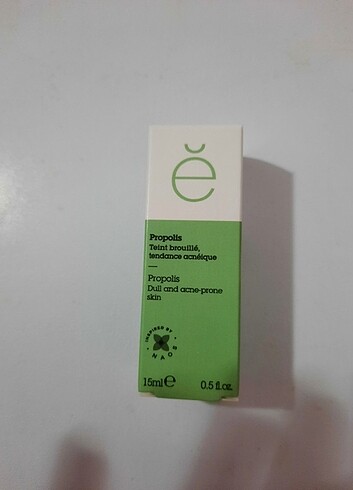 ĕ
Propolis
Teint brouillé,
tendance acnéique
Propolis
Dull and acne-prone
skin
INSPIRED BY
NAOS
15ml ℮ 0.5 fl.oz.